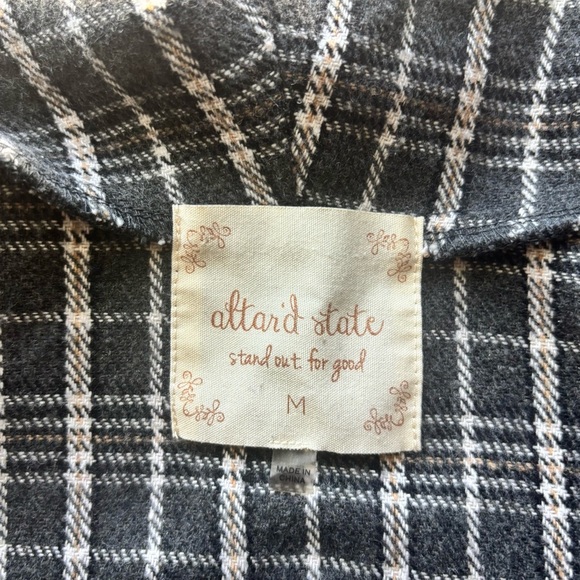 altar'd state
stand out. for good
M
MADE IN
CHINA